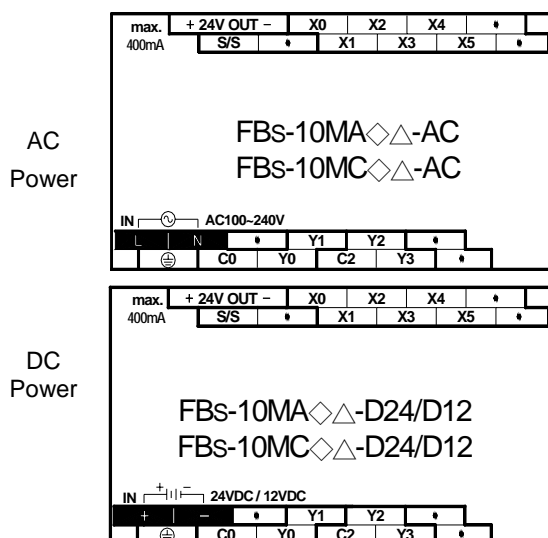 max. + 24V OUT − X0 X2 X4 •
400mA S/S • X1 X3 X5 •
AC
Power
FBs-10MA◇△-AC
FBs-10MC◇△-AC
IN AC100~240V
L N • Y1 Y2 •
C0 Y0 C2 Y3 •
max. + 24V OUT − X0 X2 X4 •
400mA S/S • X1 X3 X5 •
DC
Power
FBs-10MA◇△-D24/D12
FBs-10MC◇△-D24/D12
+ −
IN 24VDC / 12VDC
+ − • Y1 Y2 •
C0 Y0 C2 Y3 •